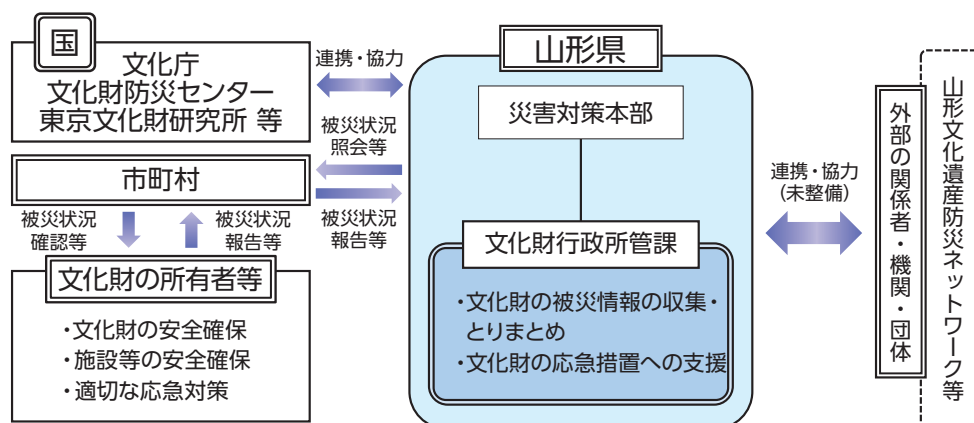 国
文化庁
文化財防災センター
東京文化財研究所 等
連携・協力
被災状況
照会等
市町村
被災状況
確認等
被災状況
報告等
被災状況
報告等
文化財の所有者等
・文化財の安全確保
・施設等の安全確保
・適切な応急対策
山形県
災害対策本部
文化財行政所管課
・文化財の被災情報の収集・
とりまとめ
・文化財の応急措置への支援
連携・協力
(未整備)
外部の関係者・機関・団体
山形文化遺産防災ネットワーク等